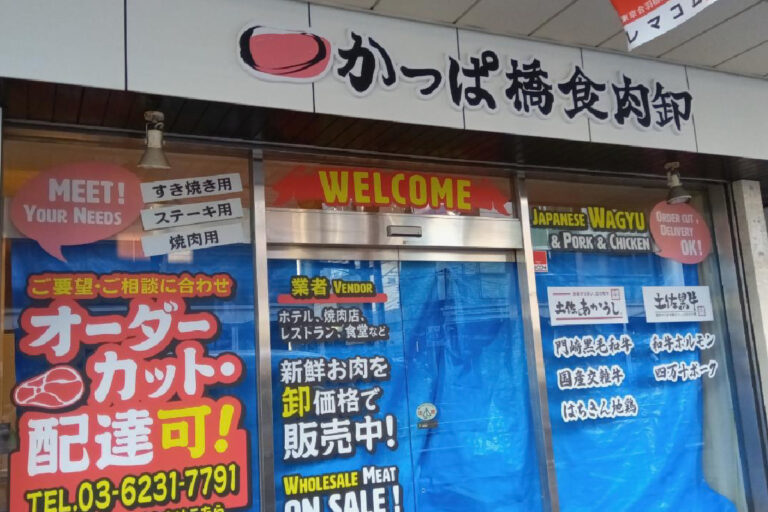 かっぱ橋食肉卸
レマコム
MEET!
YOUR NEEDS
すき焼き用
ステーキ用
焼肉用
ご要望・ご相談に合わせ
オーダー
カット・
配達可!
TEL.03-6231-7791
WELCOME
業者 VENDOR
ホテル、焼肉店、
レストラン、食堂など
新鮮お肉を
卸価格で
販売中!
WHOLESALE MEAT
ON SALE!
JAPANESE WAGYU
& PORK & CHICKEN
ORDER CUT,
DELIVERY
OK!
土佐あかうし
門崎黒毛和牛
国産交雑牛
はちきん地鶏
土佐黒牛
和牛ホルモン
四万十ポーク